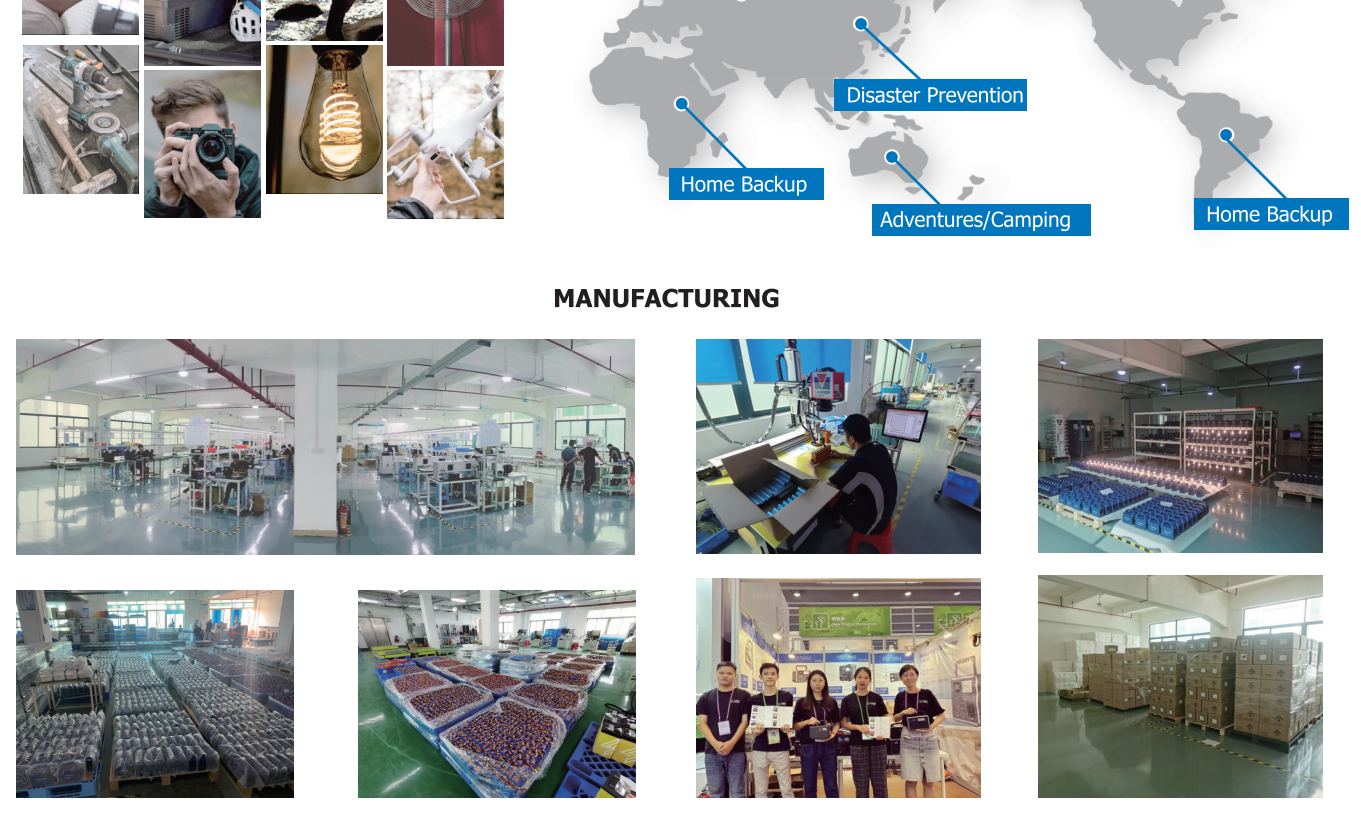 Disaster Prevention
Home Backup
Adventures/Camping
Home Backup
MANUFACTURING